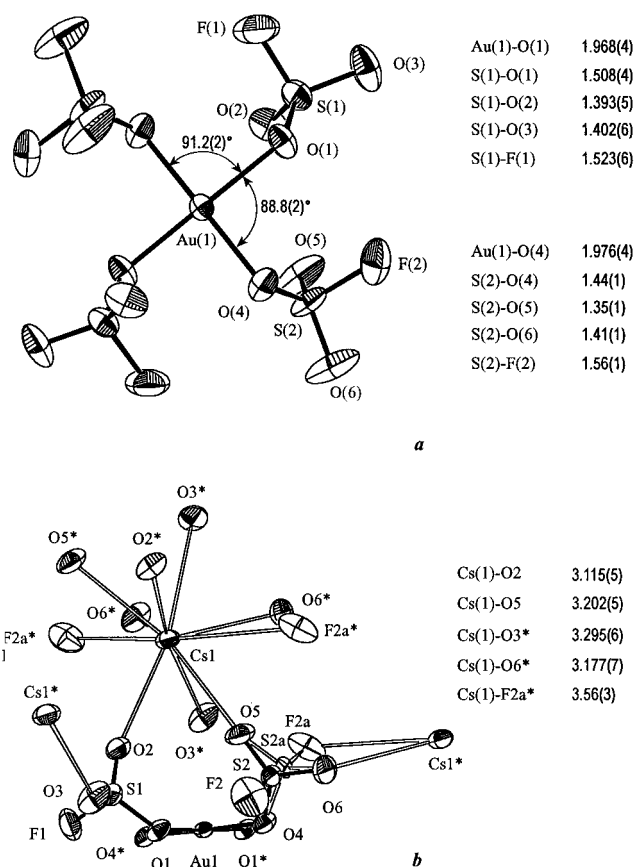 F(1)
O(3)
O(2)
S(1)
O(1)
91.2(2)°
88.8(2)°
Au(1)
O(5)
F(2)
O(4)
S(2)
O(6)
Au(1)-O(1) 1.968(4)
S(1)-O(1) 1.508(4)
S(1)-O(2) 1.393(5)
S(1)-O(3) 1.402(6)
S(1)-F(1) 1.523(6)
Au(1)-O(4) 1.976(4)
S(2)-O(4) 1.44(1)
S(2)-O(5) 1.35(1)
S(2)-O(6) 1.41(1)
S(2)-F(2) 1.56(1)
a
O3*
O5*
O2*
O6*
O6*
F2a*
F2a*
1
Cs1
Cs1*
O3*
O5
F2a
O2
S2a
S2
Cs1*
O3
S1
F2
O6
F1
O4
O4*
O1
Au1
O1*
Cs(1)-O2 3.115(5)
Cs(1)-O5 3.202(5)
Cs(1)-O3* 3.295(6)
Cs(1)-O6* 3.177(7)
Cs(1)-F2a* 3.56(3)
b